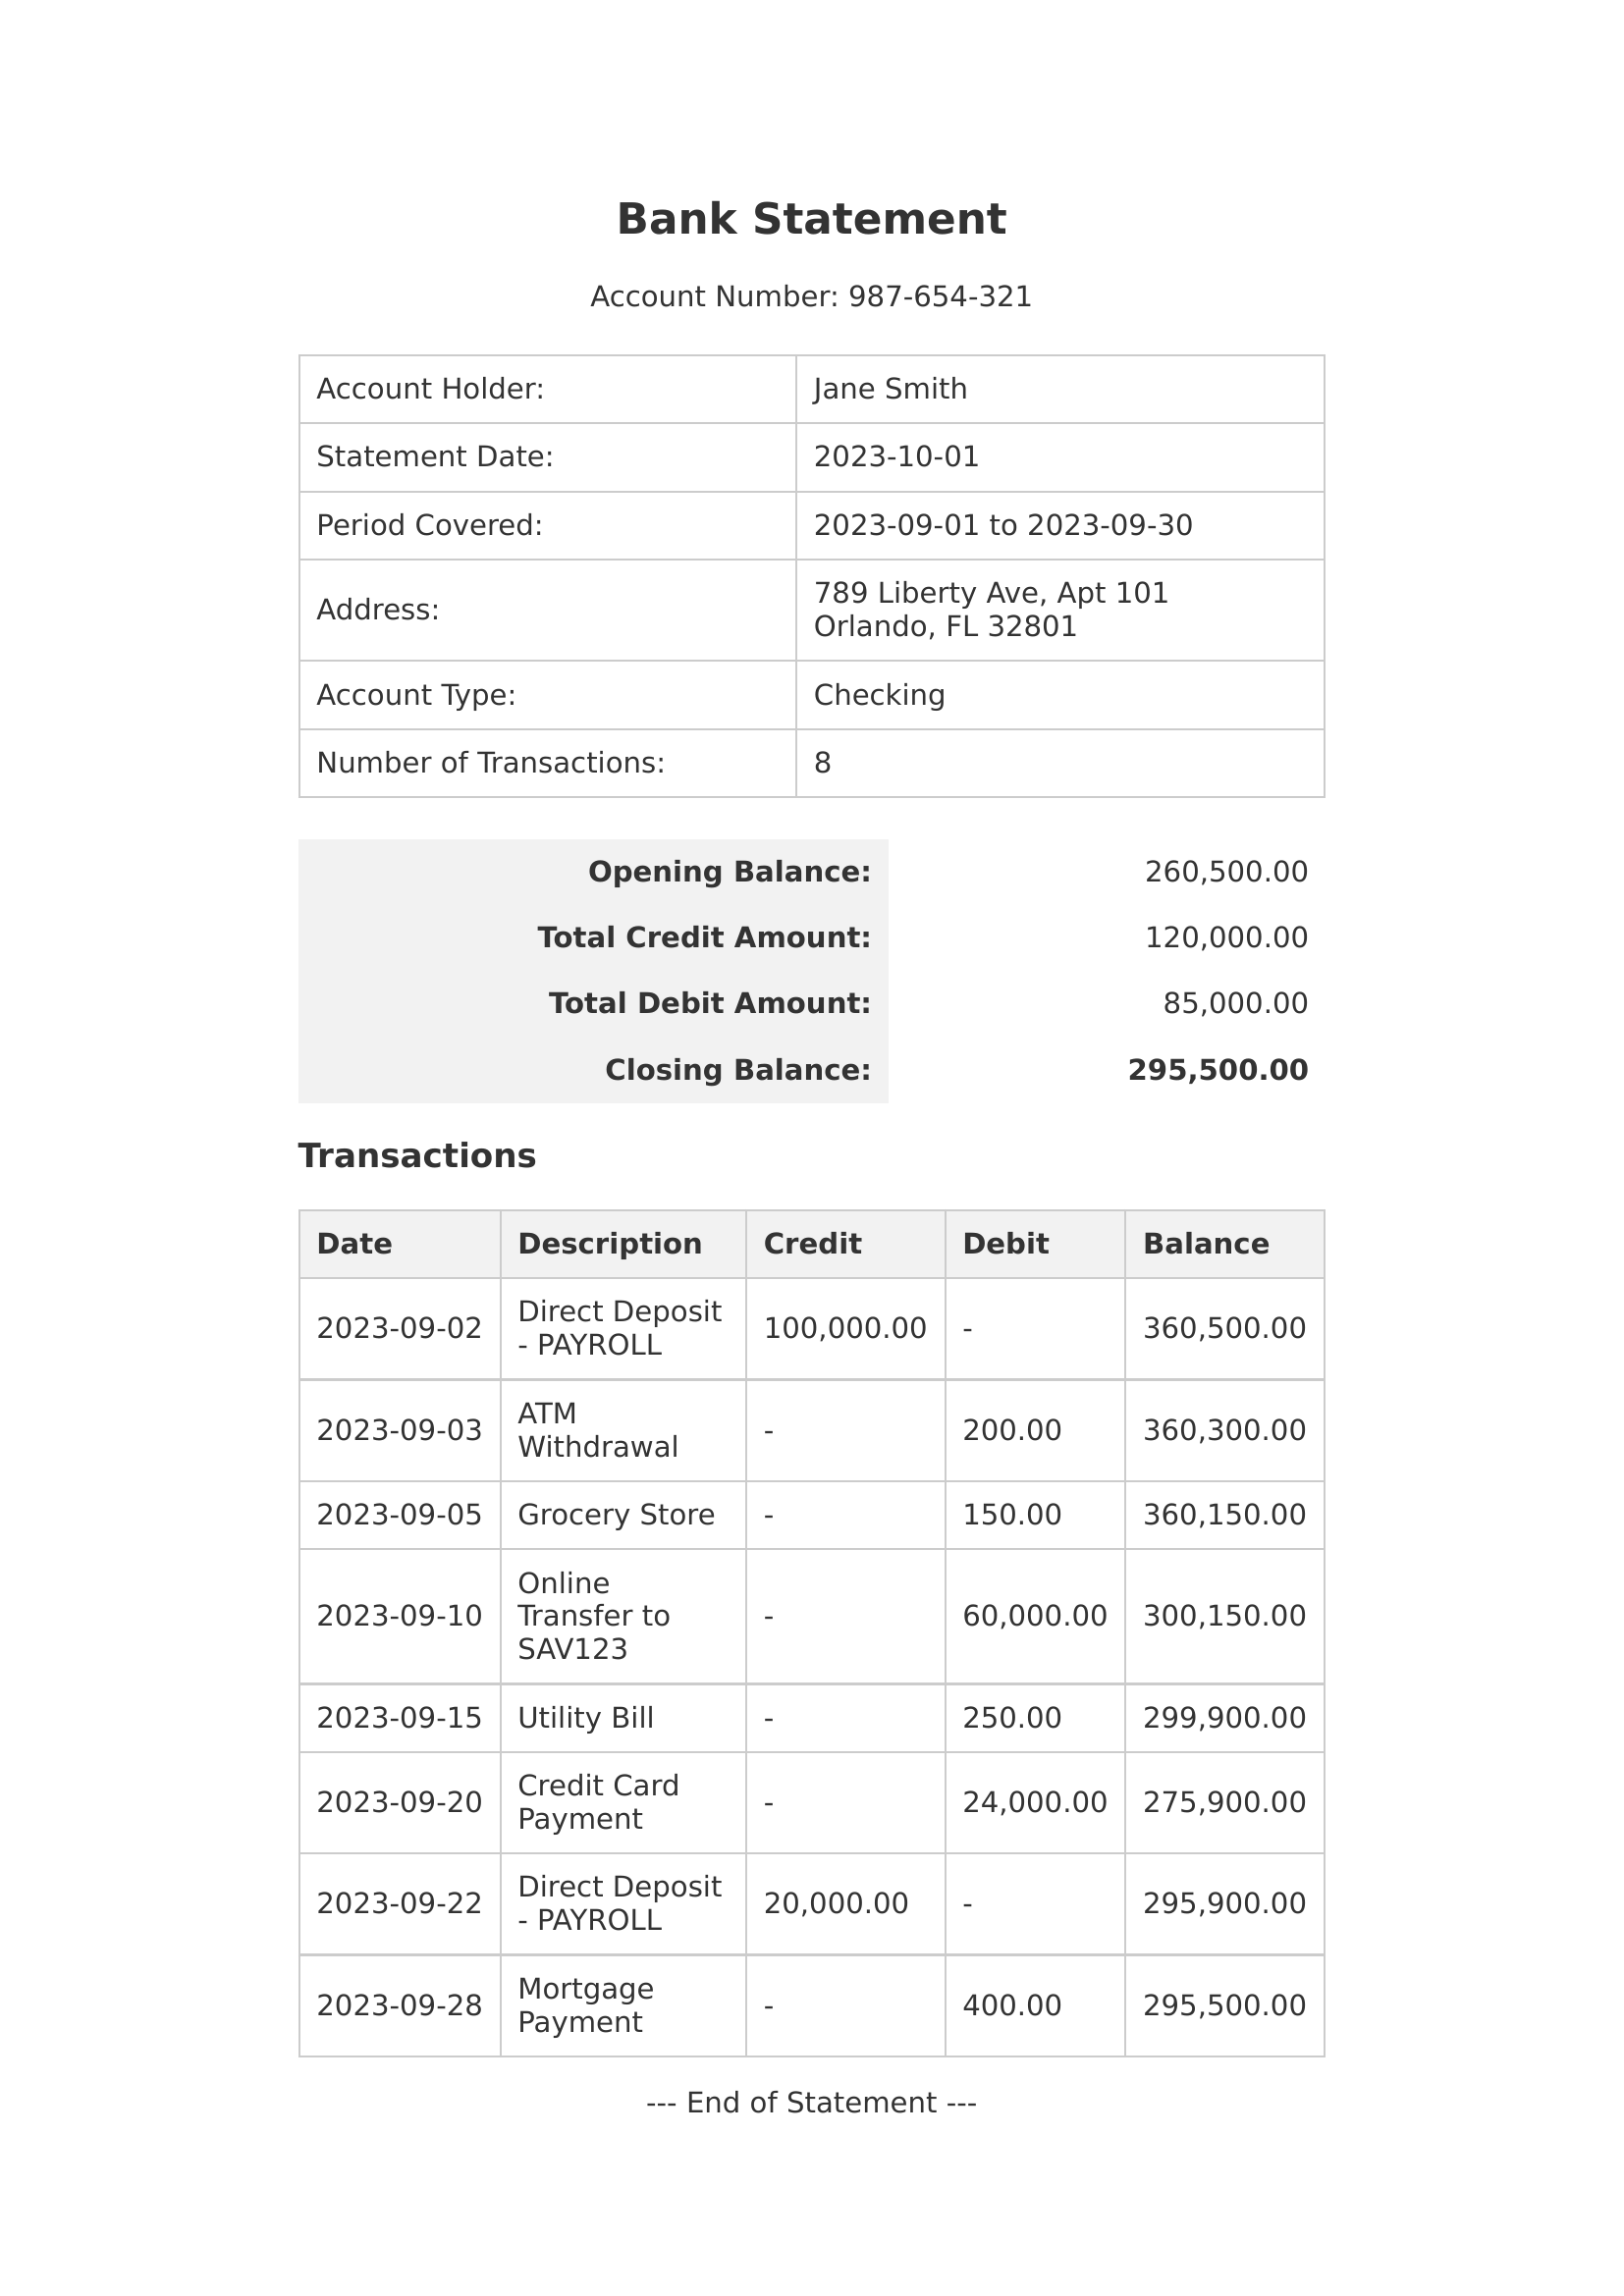 Bank Statement
Account Number: 987-654-321
Account Holder: Jane Smith
Statement Date: 2023-10-01
Period Covered: 2023-09-01 to 2023-09-30
Address: 789 Liberty Ave, Apt 101
Orlando, FL 32801
Account Type: Checking
Number of Transactions: 8
Opening Balance: 260,500.00
Total Credit Amount: 120,000.00
Total Debit Amount: 85,000.00
Closing Balance: 295,500.00
Transactions
Date Description Credit Debit Balance
2023-09-02 Direct Deposit - PAYROLL 100,000.00 - 360,500.00
2023-09-03 ATM Withdrawal - 200.00 360,300.00
2023-09-05 Grocery Store - 150.00 360,150.00
2023-09-10 Online Transfer to SAV123 - 60,000.00 300,150.00
2023-09-15 Utility Bill - 250.00 299,900.00
2023-09-20 Credit Card Payment - 24,000.00 275,900.00
2023-09-22 Direct Deposit - PAYROLL 20,000.00 - 295,900.00
2023-09-28 Mortgage Payment - 400.00 295,500.00
--- End of Statement ---